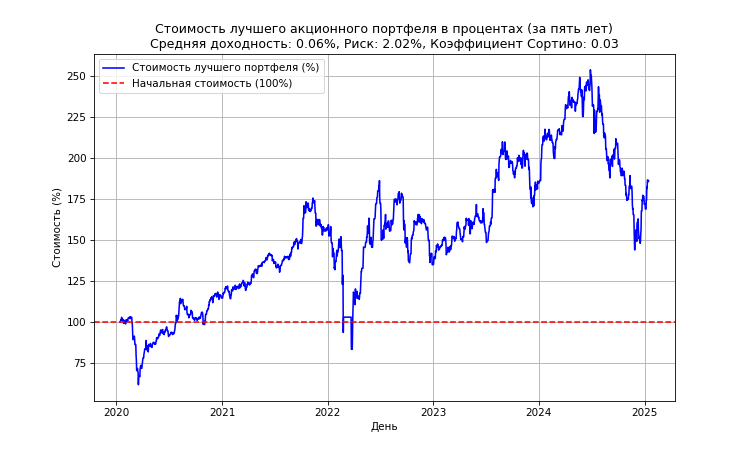 Стоимость лучшего акционного портфеля в процентах (за пять лет)
Средняя доходность: 0.06%, Риск: 2.02%, Коэффициент Сортино: 0.03
Стоимость лучшего портфеля (%)
Начальная стоимость (100%)
Стоимость (%)
250
225
200
175
150
125
100
75
2020
2021
2022
2023
2024
2025
День